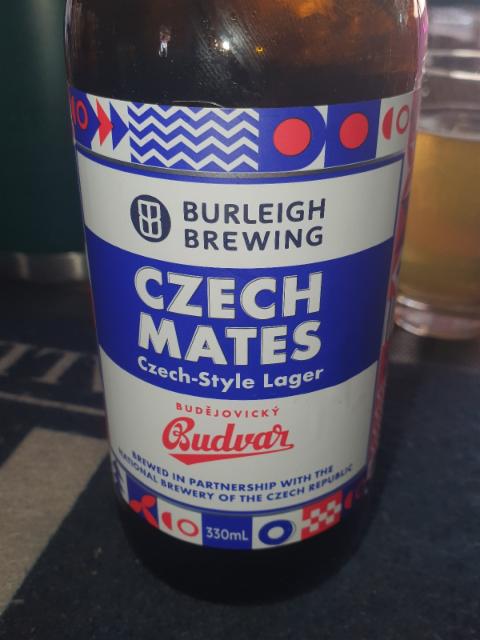 BURLEIGH
BREWING
CZECH
MATES
Czech-Style Lager
BUDĚJOVICKÝ
Budvar
BREWED IN PARTNERSHIP WITH THE
NATIONAL BREWERY OF THE CZECH REPUBLIC
330mL